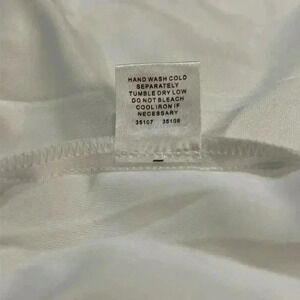 HAND WASH COLD
SEPARATELY
TUMBLE DRY LOW
DO NOT BLEACH
COOL IRON IF
NECESSARY
35107 35108